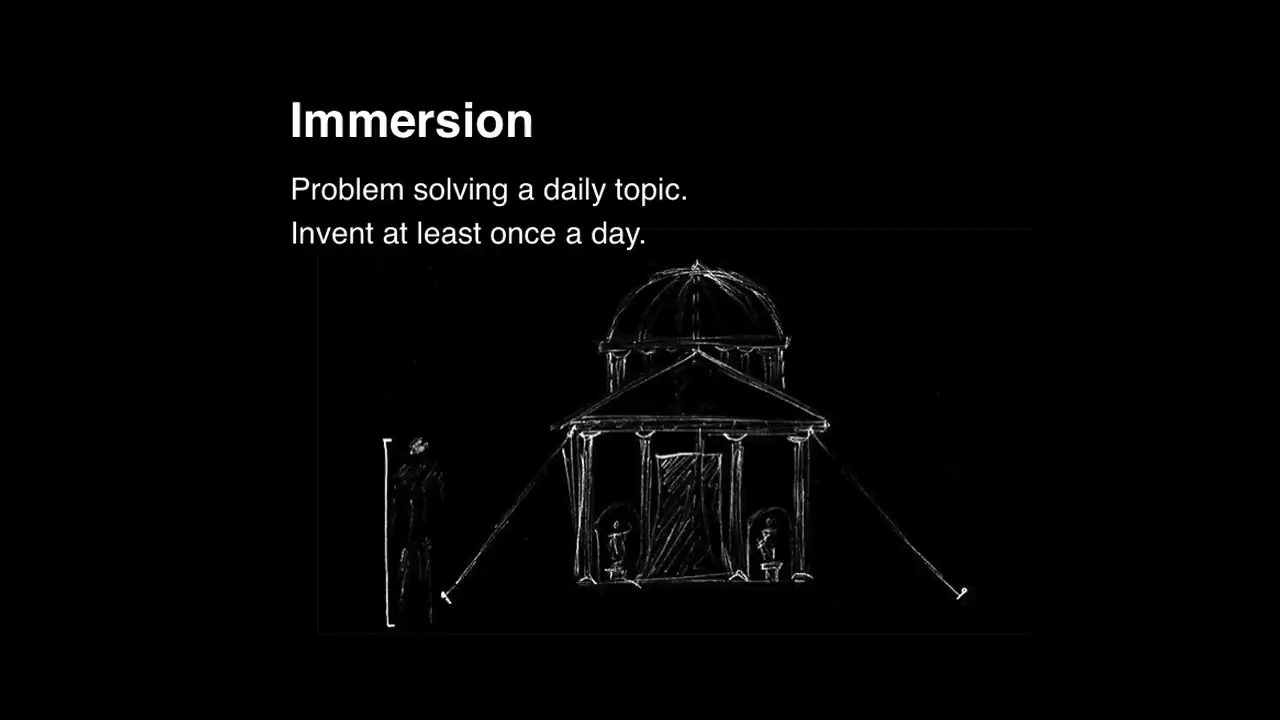 Immersion
Problem solving a daily topic.
Invent at least once a day.